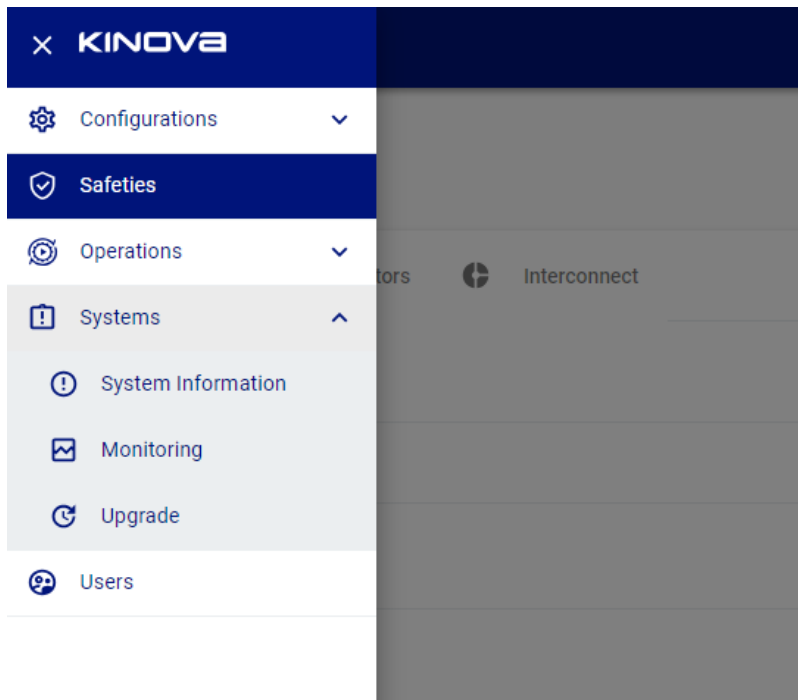 KINOVA
Configurations
Safeties
Operations
tors
Interconnect
Systems
System Information
Monitoring
Upgrade
Users